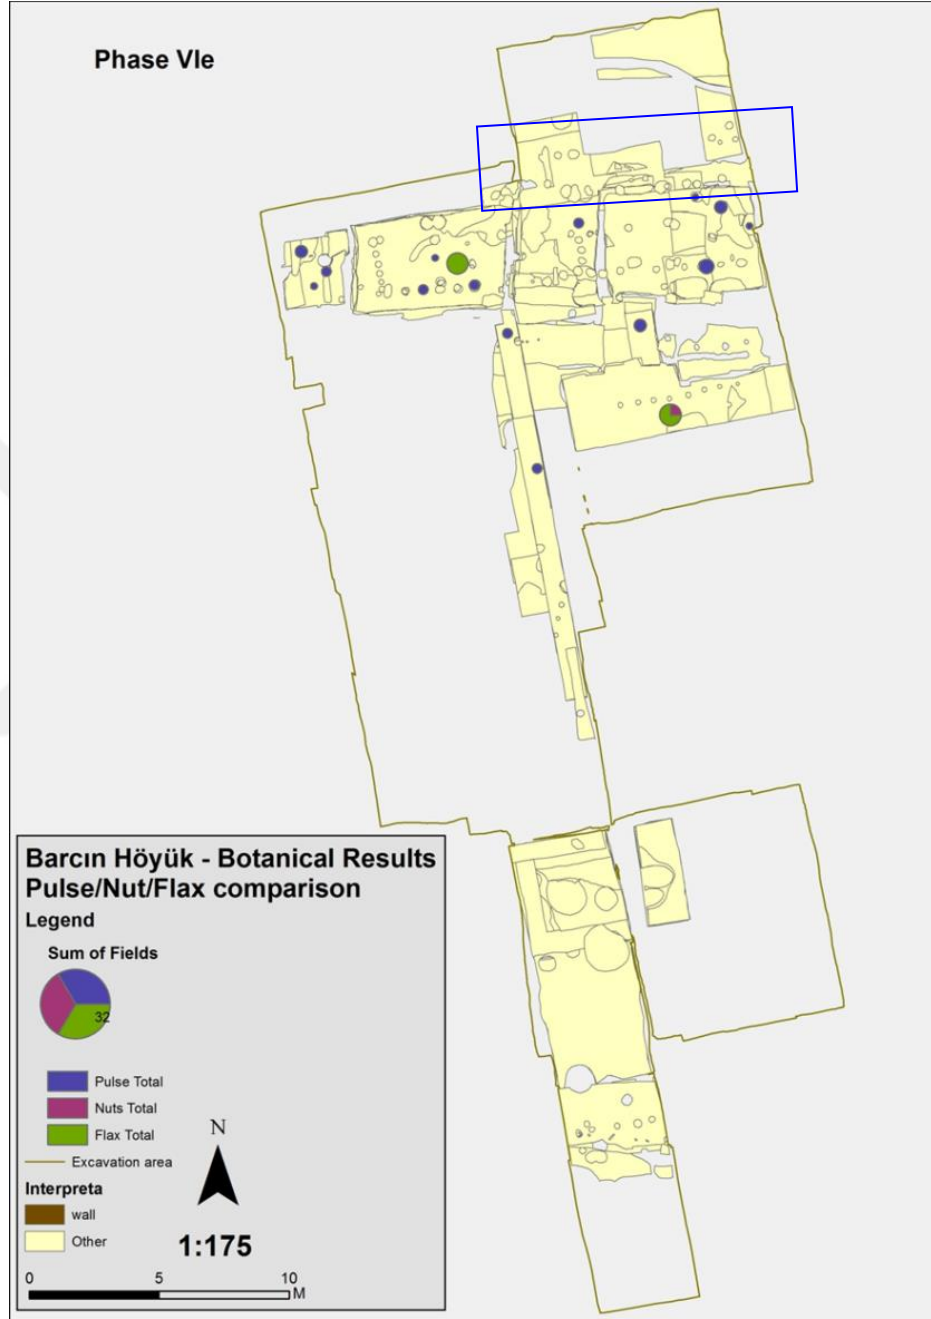 Phase VIe
Barcın Höyük - Botanical Results
Pulse/Nut/Flax comparison
Legend
Sum of Fields
32
Pulse Total
Nuts Total
Flax Total
Excavation area
Interpreta
wall
Other
N
1:175
0 5 10
M